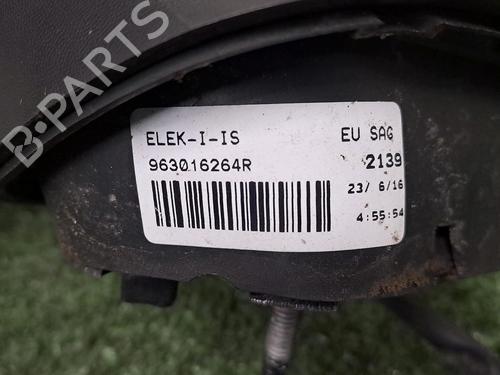 B-PARTS
ELEK-I-IS EU SAG
963016264R 2139
23/ 6/16
4:55:54